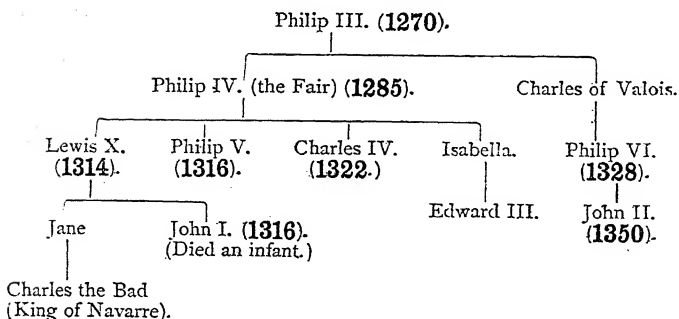 Philip III. (1270).
Philip IV. (the Fair) (1285). Charles of Valois.
Lewis X. Philip V. Charles IV. Isabella. Philip VI.
(1314). (1316). (1322.) (1328).
Jane John I. (1316). Edward III. John II.
(Died an infant.) (1350).
Charles the Bad
(King of Navarre).